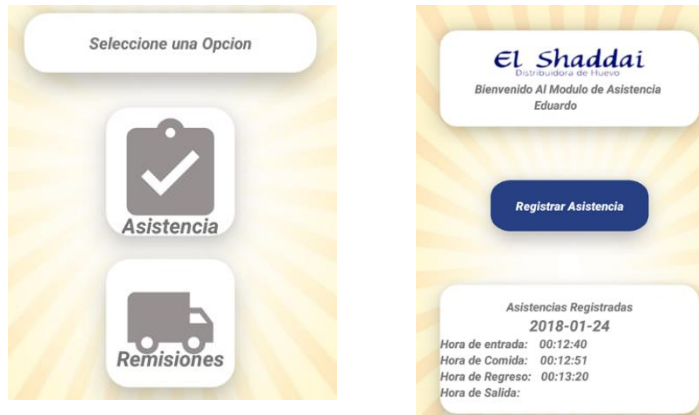 Seleccione una Opcion
Asistencia
Remisiones
El Shaddai
Distribuidora de Huevo
Bienvenido Al Modulo de Asistencia
Eduardo
Registrar Asistencia
Asistencias Registradas
2018-01-24
Hora de entrada: 00:12:40
Hora de Comida: 00:12:51
Hora de Regreso: 00:13:20
Hora de Salida: